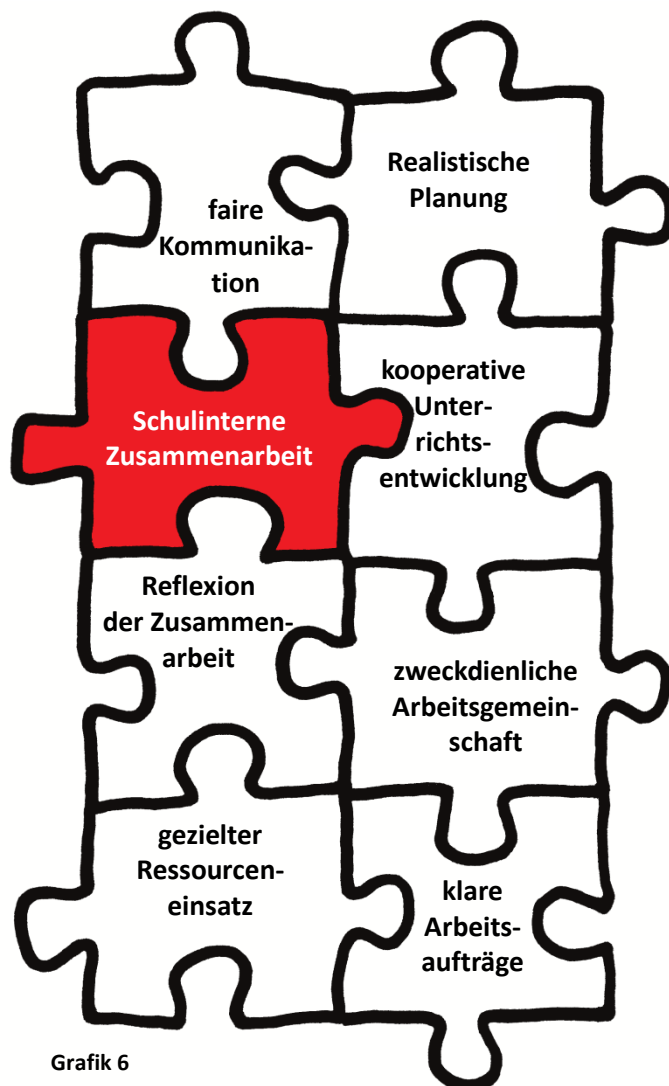 faire
Kommunika-
tion
Realistische
Planung
Schulinterne
Zusammenarbeit
kooperative
Unter-
richts-
entwicklung
Reflexion
der Zusammen-
arbeit
zweckdienliche
Arbeitsgemein-
schaft
gezielter
Ressourcen-
einsatz
klare
Arbeits-
aufträge
Grafik 6